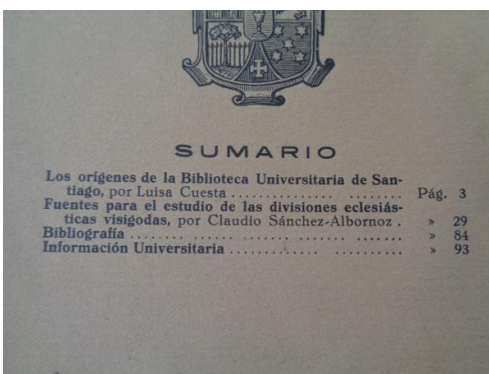 SUMARIO
Los orígenes de la Biblioteca Universitaria de San-
tiago, por Luisa Cuesta ........................ Pág. 3
Fuentes para el estudio de las divisiones eclesiás-
ticas visigodas, por Claudio Sánchez-Albornoz . » 29
Bibliografía ........................................ » 84
Información Universitaria ........................ » 93